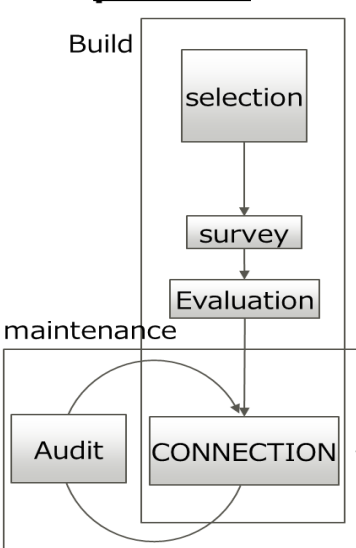 Build
selection
survey
Evaluation
maintenance
Audit
CONNECTION